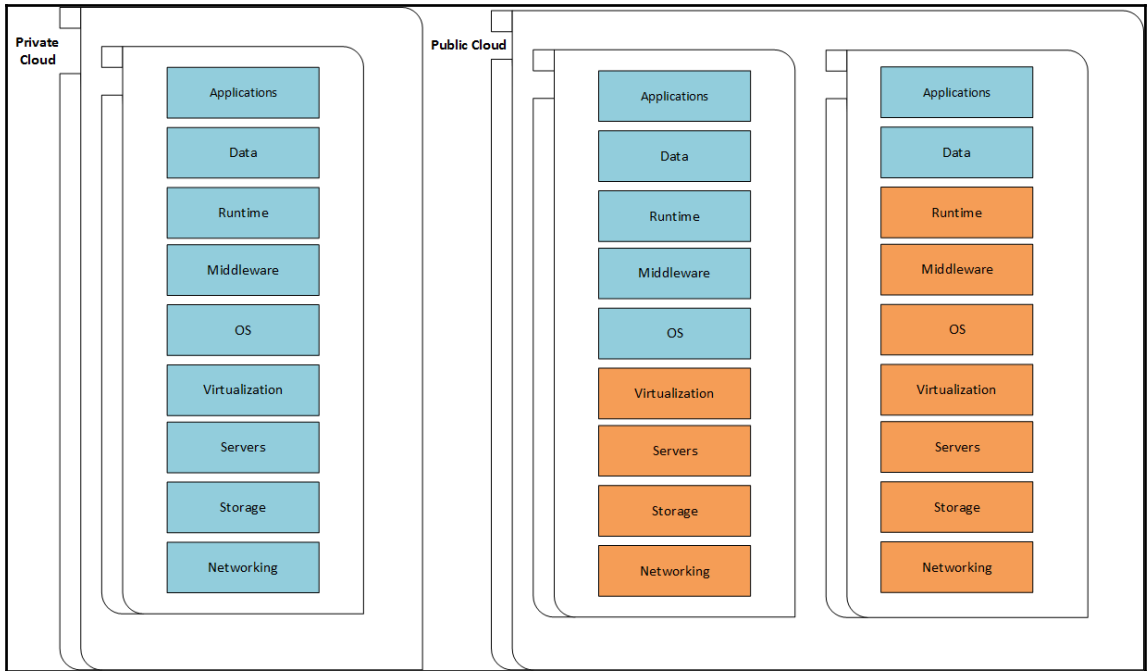 Private
Cloud
Applications
Data
Runtime
Middleware
OS
Virtualization
Servers
Storage
Networking
Public Cloud
Applications
Data
Runtime
Middleware
OS
Virtualization
Servers
Storage
Networking
Applications
Data
Runtime
Middleware
OS
Virtualization
Servers
Storage
Networking